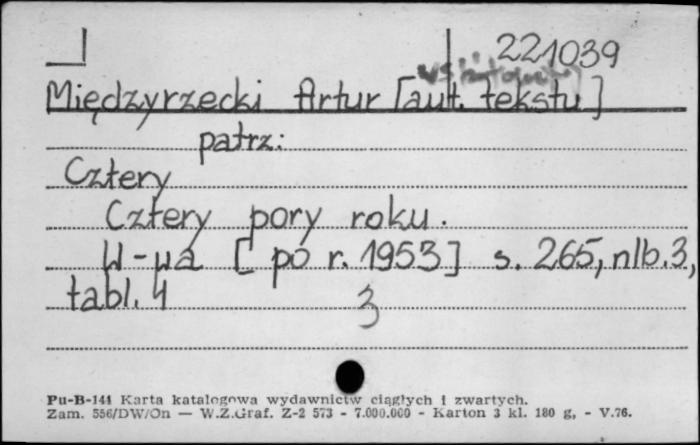 221039
Międzyrzecki Artur [aut. tekstu]
patrz:
Cztery
Cztery pory roku.
W-wa [po r. 1953] s. 265, nlb. 3,
tabl. 4
3
Pu-B-141 Karta katalogowa wydawnictw ciągłych i zwartych.
Zam. 556/DW/On — W.Z.Graf. Z-2 573 - 7.000.000 - Karton 3 kl. 180 g, - V.76.